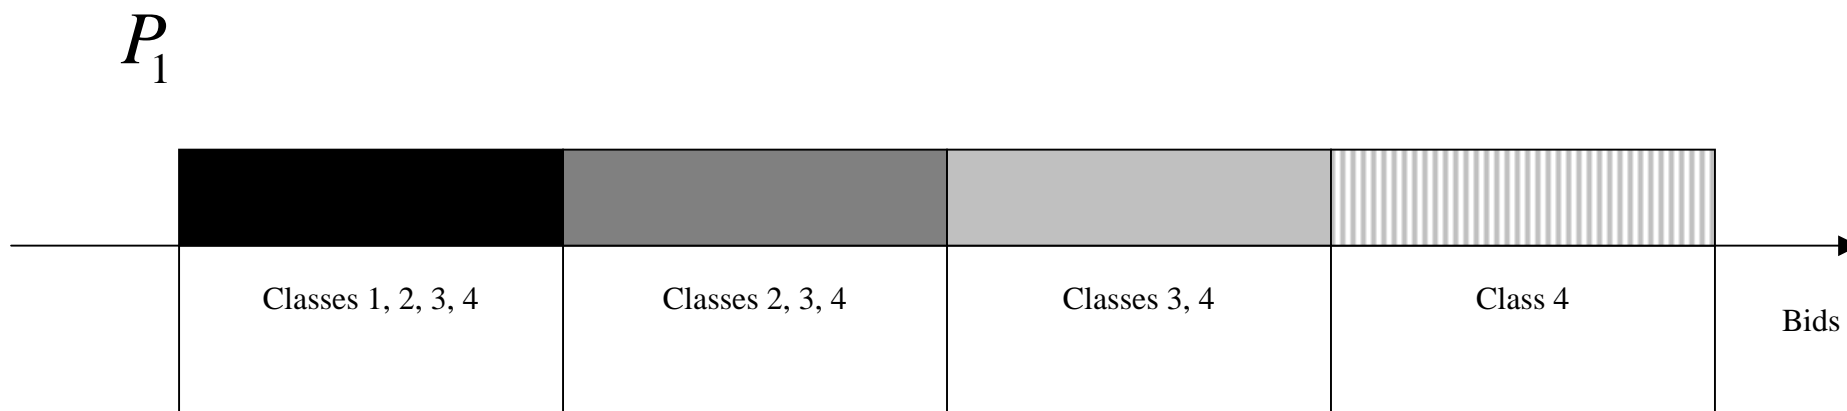 P1
Classes 1, 2, 3, 4
Classes 2, 3, 4
Classes 3, 4
Class 4
Bids